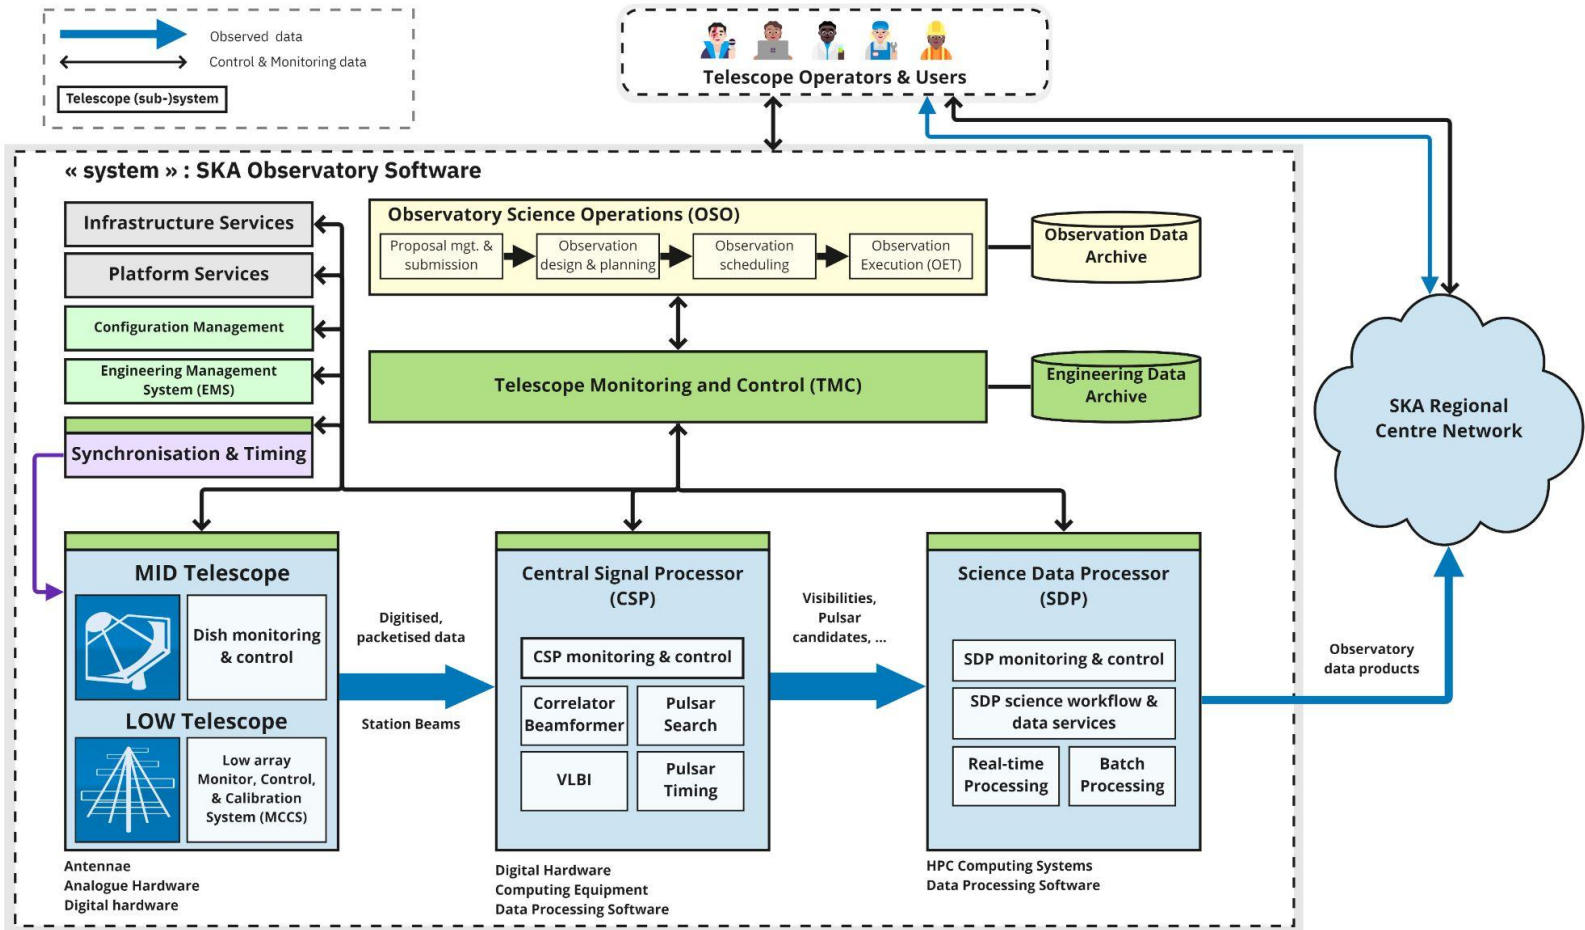 Observed data
Control & Monitoring data
Telescope (sub-)system
Telescope Operators & Users
« system » : SKA Observatory Software
Infrastructure Services
Platform Services
Configuration Management
Engineering Management
System (EMS)
Synchronisation & Timing
Observatory Science Operations (OSO)
Proposal mgt. &
submission
Observation
design & planning
Observation
scheduling
Observation
Execution (OET)
Observation Data
Archive
Telescope Monitoring and Control (TMC)
Engineering Data
Archive
SKA Regional
Centre Network
MID Telescope
Dish monitoring
& control
LOW Telescope
Low array
Monitor, Control,
& Calibration
System (MCCS)
Antennae
Analogue Hardware
Digital hardware
Digitised,
packetised data
Station Beams
Central Signal Processor
(CSP)
CSP monitoring & control
Correlator
Beamformer
Pulsar
Search
VLBI
Pulsar
Timing
Digital Hardware
Computing Equipment
Data Processing Software
Visibilities,
Pulsar
candidates, ...
Science Data Processor
(SDP)
SDP monitoring & control
SDP science workflow &
data services
Real-time
Processing
Batch
Processing
HPC Computing Systems
Data Processing Software
Observatory
data products